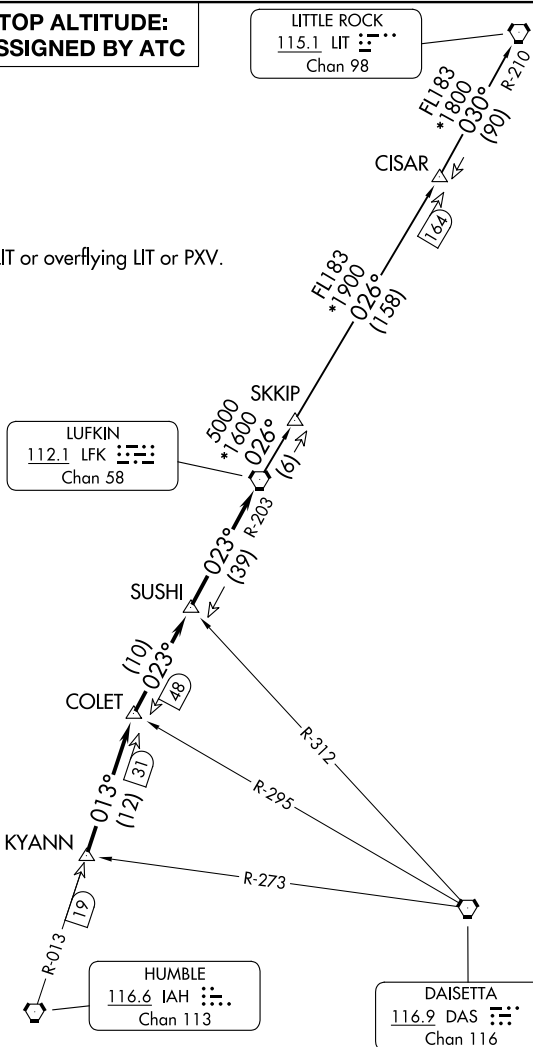 TOP ALTITUDE:
SSIGNED BY ATC
LITTLE ROCK
115.1 LIT
Chan 98
R-210
FL183
*1800
030°
(90)
CISAR
164
IT or overflying LIT or PXV.
FL183
*1900
026°
(158)
SKKIP
5000
*1600
026°
(6)
LUFKIN
112.1 LFK
Chan 58
R-203
023°
(39)
SUSHI
(10)
023°
48
COLET
R-312
31
013°
(12)
R-295
KYANN
R-273
19
R-013
HUMBLE
116.6 IAH
Chan 113
DAISETTA
116.9 DAS
Chan 116